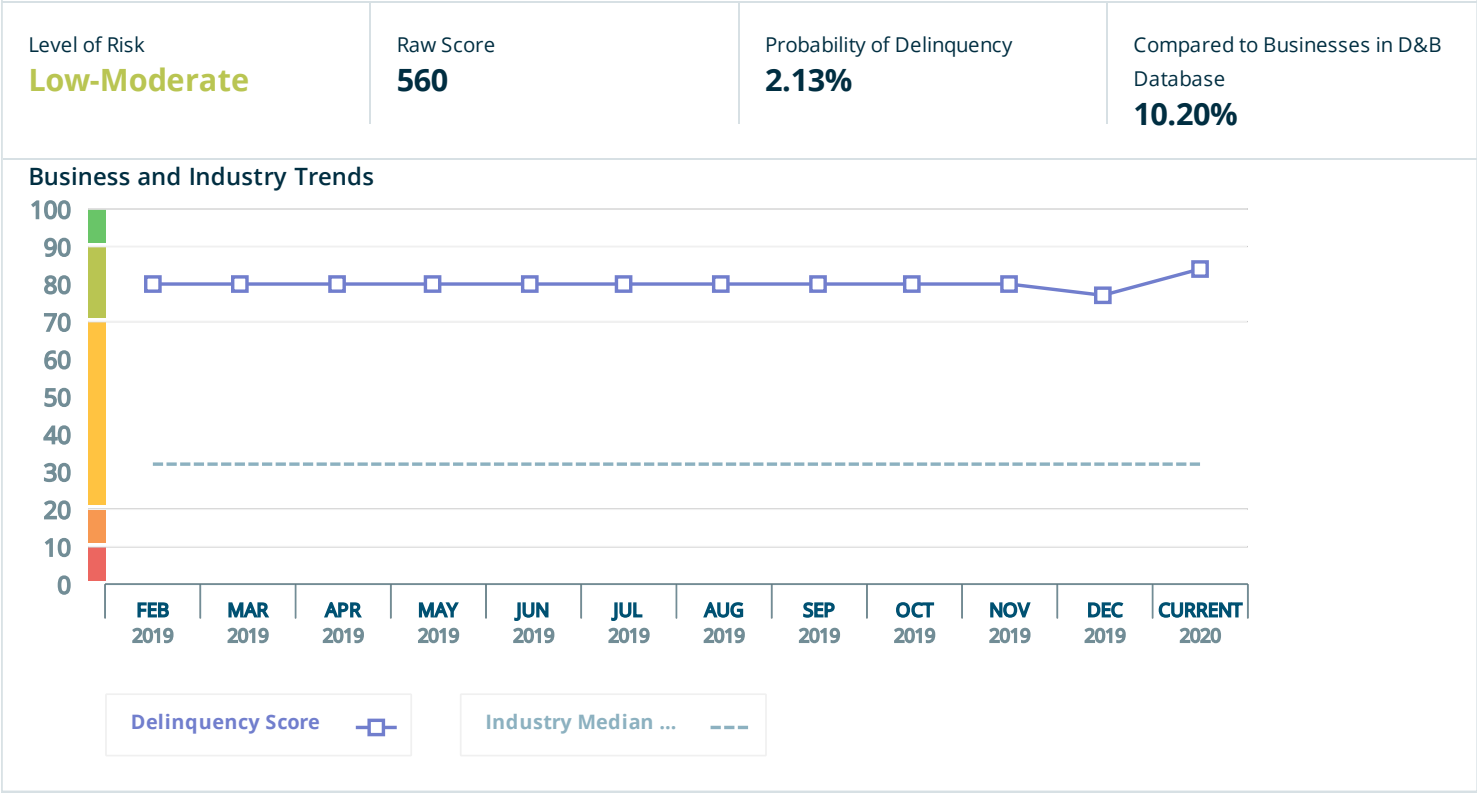 Level of Risk
Low-Moderate
Raw Score
560
Probability of Delinquency
2.13%
Compared to Businesses in D&B
Database
10.20%
Business and Industry Trends
100
90
80
70
60
50
40
30
20
10
0
FEB MAR APR MAY JUN JUL AUG SEP OCT NOV DEC CURRENT
2019 2019 2019 2019 2019 2019 2019 2019 2019 2019 2019 2020
Delinquency Score
Industry Median ...